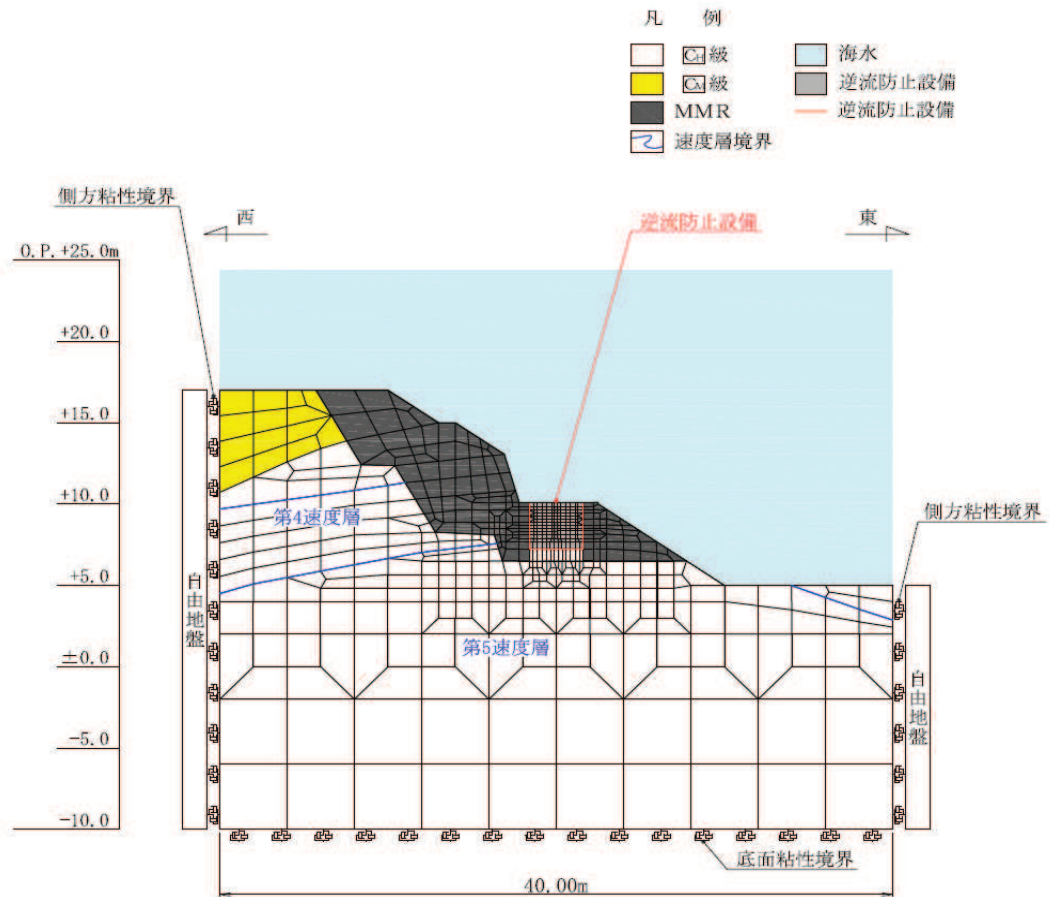 凡 例
CH級
海水
CM級
逆流防止設備
MMR
逆流防止設備
速度層境界
側方粘性境界
西
逆流防止設備
東
O.P.+25.0m
+20.0
+15.0
+10.0
第4速度層
側方粘性境界
+5.0
自由地盤
第5速度層
±0.0
自由地盤
-5.0
-10.0
底面粘性境界
40.00m